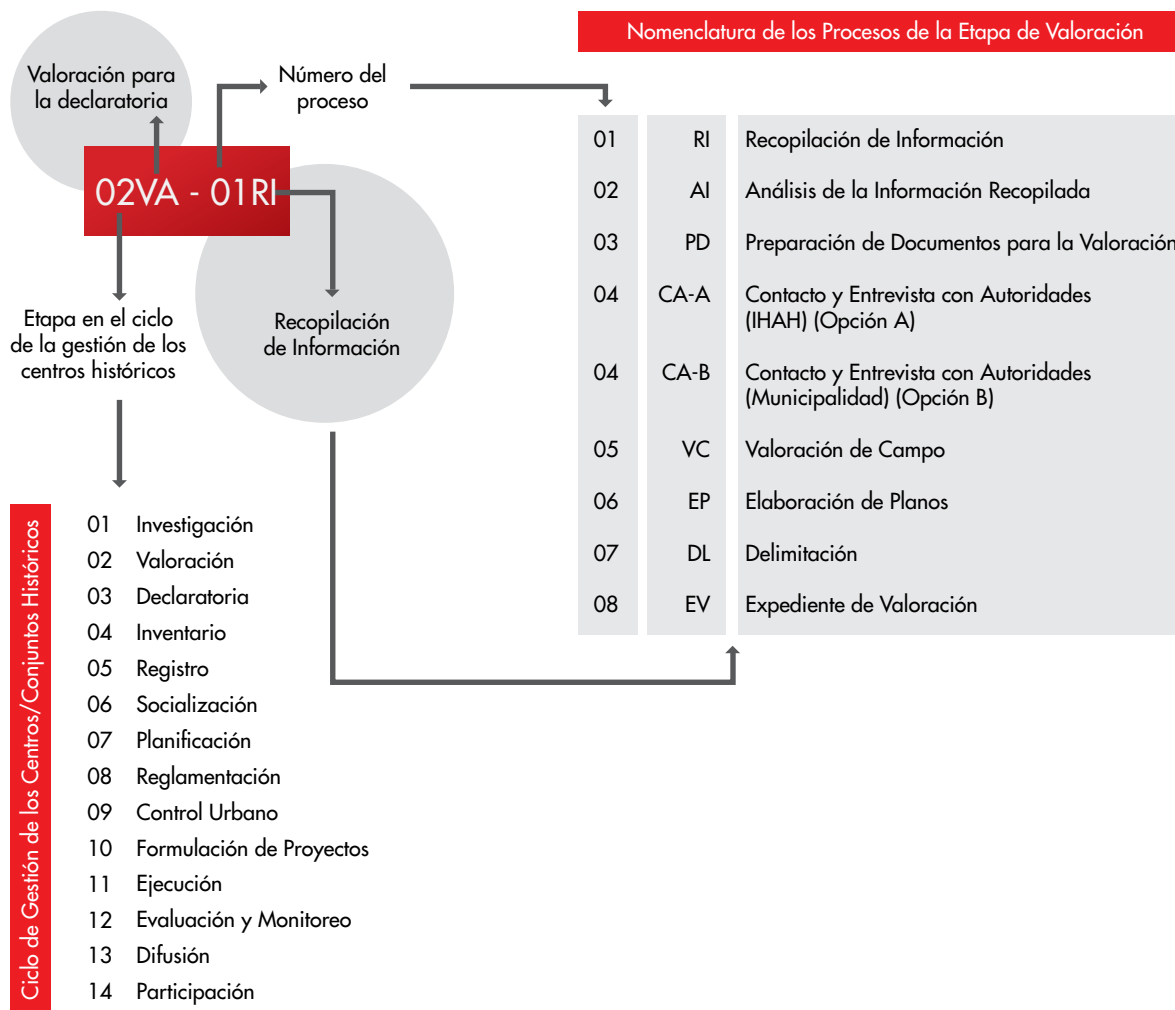 Nomenclatura de los Procesos de la Etapa de Valoración
Valoración para
la declaratoria
Número del
proceso
02VA - 01RI
Etapa en el ciclo
de la gestión de los
centros históricos
Recopilación
de Información
01 RI Recopilación de Información
02 AI Análisis de la Información Recopilada
03 PD Preparación de Documentos para la Valoración
04 CA-A Contacto y Entrevista con Autoridades
(IHAH) (Opción A)
04 CA-B Contacto y Entrevista con Autoridades
(Municipalidad) (Opción B)
05 VC Valoración de Campo
06 EP Elaboración de Planos
07 DL Delimitación
08 EV Expediente de Valoración
Ciclo de Gestión de los Centros/Conjuntos Históricos
01 Investigación
02 Valoración
03 Declaratoria
04 Inventario
05 Registro
06 Socialización
07 Planificación
08 Reglamentación
09 Control Urbano
10 Formulación de Proyectos
11 Ejecución
12 Evaluación y Monitoreo
13 Difusión
14 Participación